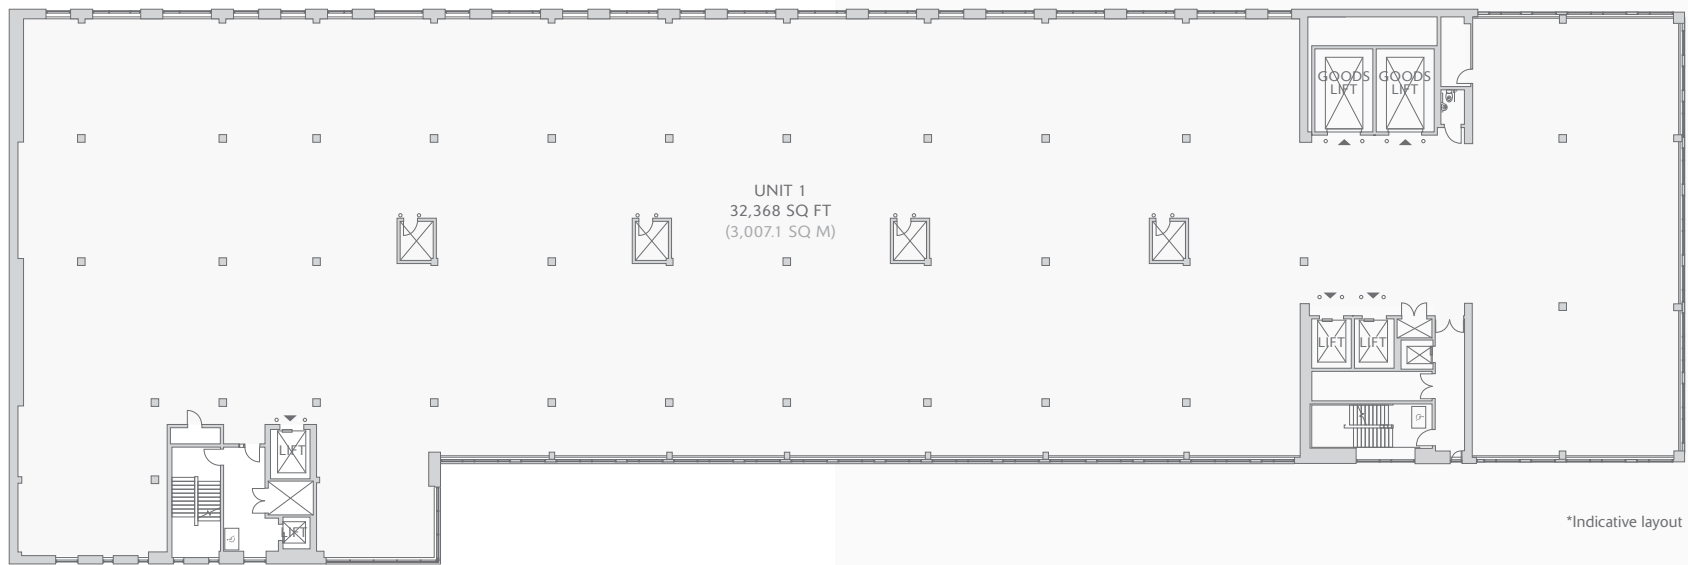 GOODS
LIFT
GOODS
LIFT
UNIT 1
32,368 SQ FT
(3,007.1 SQ M)
LIFT
LIFT
LIFT
LIFT
*Indicative layout